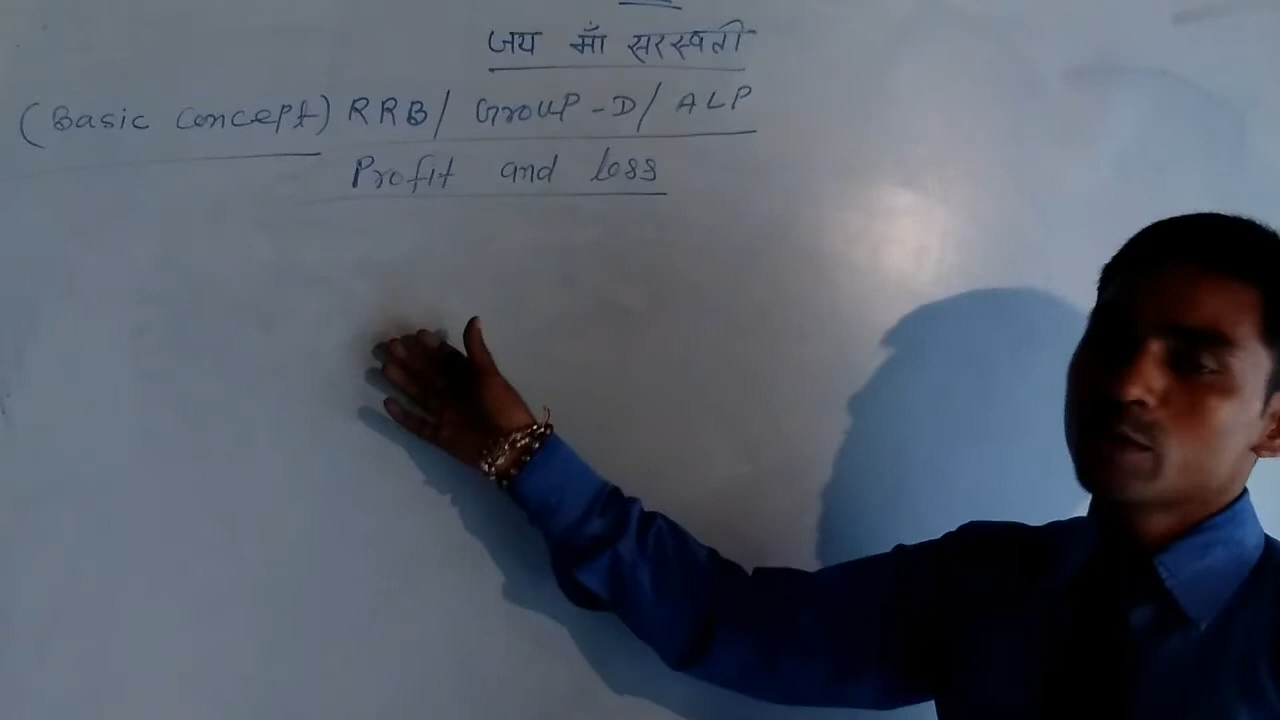 जय माँ सरस्वती
(Basic Concept) RRB/ Group-D/ ALP
Profit and loss